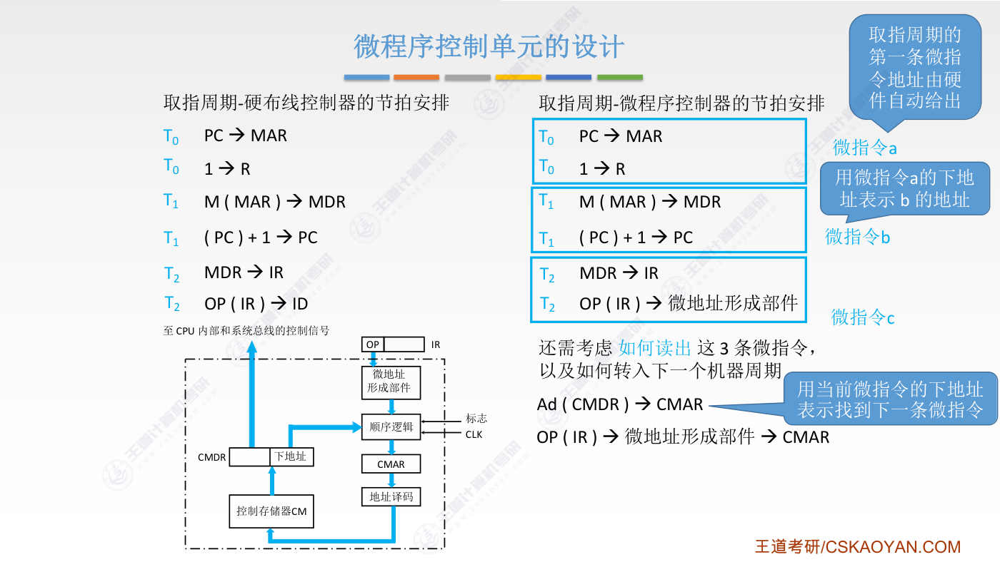 微程序控制单元的设计
取指周期的
第一条微指
令地址由硬
件自动给出
取指周期-硬布线控制器的节拍安排
T0 PC → MAR
T0 1 → R
T1 M ( MAR ) → MDR
T1 ( PC ) + 1 → PC
T2 MDR → IR
T2 OP ( IR ) → ID
取指周期-微程序控制器的节拍安排
T0 PC → MAR
T0 1 → R
微指令a
T1 M ( MAR ) → MDR
T1 ( PC ) + 1 → PC
用微指令a的下地
址表示 b 的地址
微指令b
T2 MDR → IR
T2 OP ( IR ) → 微地址形成部件
微指令c
至 CPU 内部和系统总线的控制信号
OP
IR
微地址
形成部件
顺序逻辑
标志
CLK
CMDR
下地址
CMAR
地址译码
控制存储器CM
还需考虑 如何读出 这 3 条微指令，
以及如何转入下一个机器周期
Ad ( CMDR ) → CMAR
用当前微指令的下地址
表示找到下一条微指令
OP ( IR ) → 微地址形成部件 → CMAR
王道考研/CSKAOYAN.COM